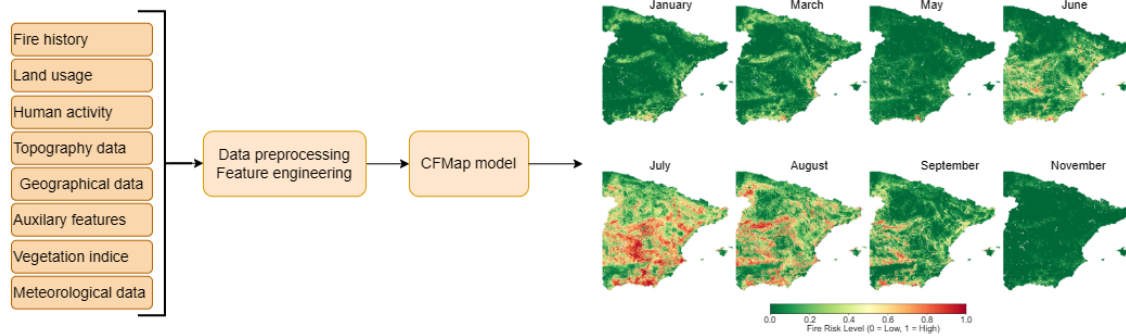 Fire history
Land usage
Human activity
Topography data
Geographical data
Auxilary features
Vegetation indice
Meteorological data
Data preprocessing
Feature engineering
CFMap model
January
March
May
June
July
August
September
November
0.0 0.2 0.4 0.6 0.8 1.0
Fire Risk Level (0 = Low, 1 = High)